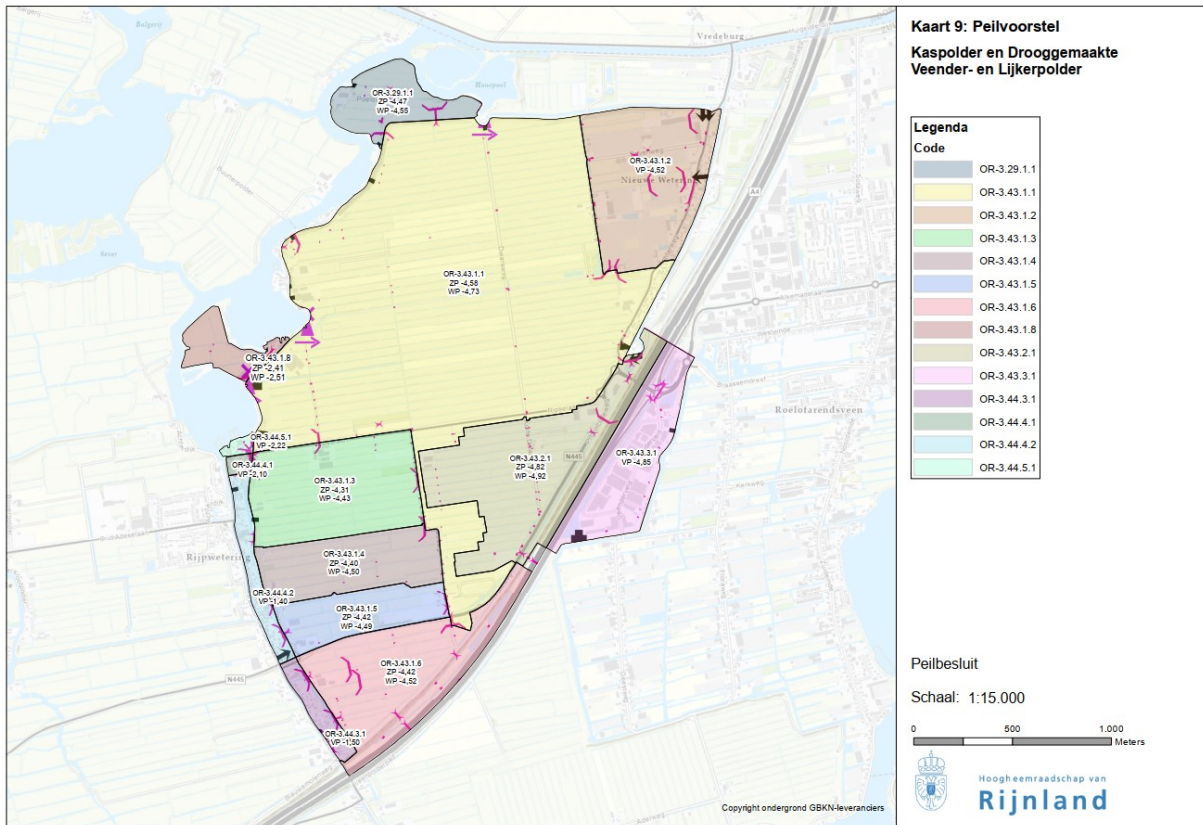 Kaart 9: Peilvoorstel
Kaspolder en Drooggemaakte
Veender- en Lijkerpolder
Legenda
Code
OR-3.29.1.1
OR-3.43.1.1
OR-3.43.1.2
OR-3.43.1.3
OR-3.43.1.4
OR-3.43.1.5
OR-3.43.1.6
OR-3.43.1.8
OR-3.43.2.1
OR-3.43.3.1
OR-3.44.3.1
OR-3.44.4.1
OR-3.44.4.2
OR-3.44.5.1
Peilbesluit
Schaal: 1:15.000
0 500 1.000
Meters
Hoogheemraadschap van
Rijnland
Vredeburg
OR-3.29.1.1
ZP -4,47
WP -4,55
OR-3.43.1.2
VP -4,52
Nieuwe Wetering
A4
OR-3.43.1.1
ZP -4,58
WP -4,73
OR-3.43.1.8
ZP -2,41
WP -2,51
Roelofarendsveen
OR-3.44.5.1
VP -2,22
OR-3.44.4.1
VP -2,10
OR-3.43.1.3
ZP -4,31
WP -4,43
OR-3.43.2.1
ZP -4,82
WP -4,92
N445
OR-3.43.3.1
VP -4,85
Rijpwetering
OR-3.43.1.4
ZP -4,40
WP -4,50
OR-3.44.4.2
VP -1,40
OR-3.43.1.5
ZP -4,42
WP -4,49
OR-3.43.1.6
ZP -4,42
WP -4,52
N445
OR-3.44.3.1
VP -1,50
Copyright ondergrond GBKN-leveranciers